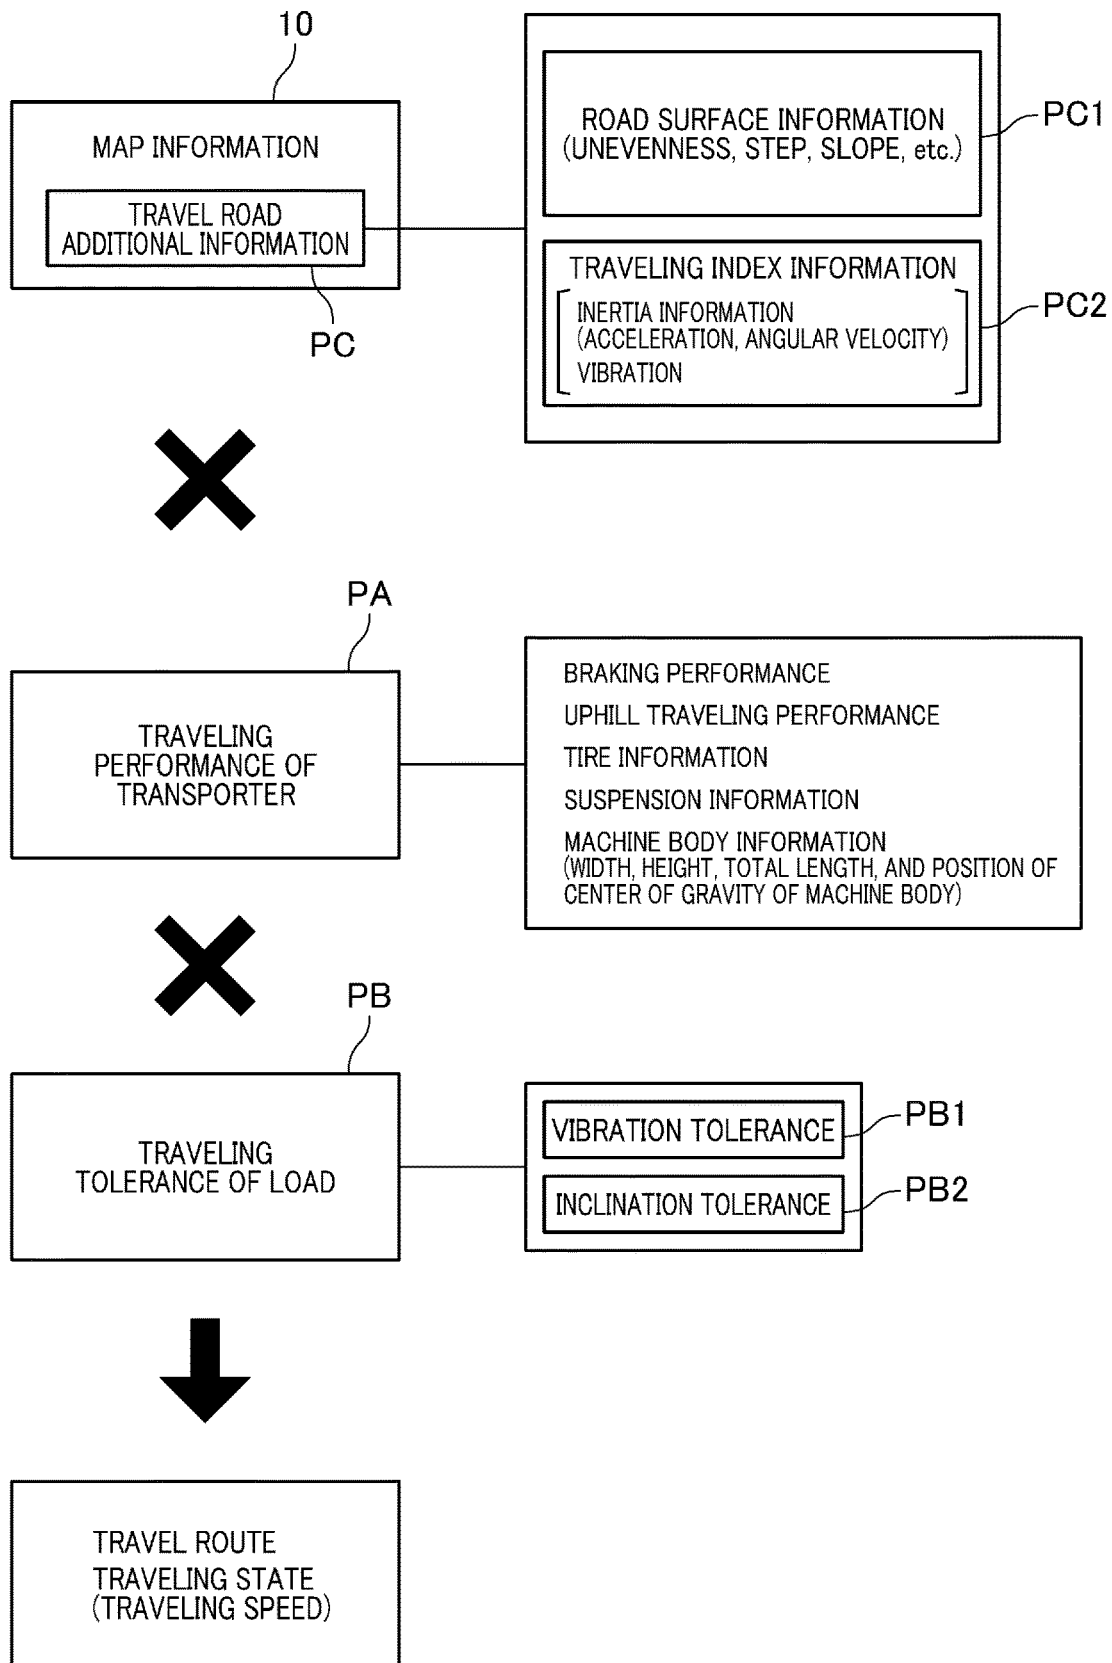 10
MAP INFORMATION
TRAVEL ROAD
ADDITIONAL INFORMATION
PC
ROAD SURFACE INFORMATION
(UNEVENNESS, STEP, SLOPE, etc.)
PC1
TRAVELING INDEX INFORMATION
INERTIA INFORMATION
(ACCELERATION, ANGULAR VELOCITY)
VIBRATION
PC2
PA
TRAVELING
PERFORMANCE OF
TRANSPORTER
BRAKING PERFORMANCE
UPHILL TRAVELING PERFORMANCE
TIRE INFORMATION
SUSPENSION INFORMATION
MACHINE BODY INFORMATION
(WIDTH, HEIGHT, TOTAL LENGTH, AND POSITION OF
CENTER OF GRAVITY OF MACHINE BODY)
PB
TRAVELING
TOLERANCE OF LOAD
VIBRATION TOLERANCE
PB1
INCLINATION TOLERANCE
PB2
TRAVEL ROUTE
TRAVELING STATE
(TRAVELING SPEED)